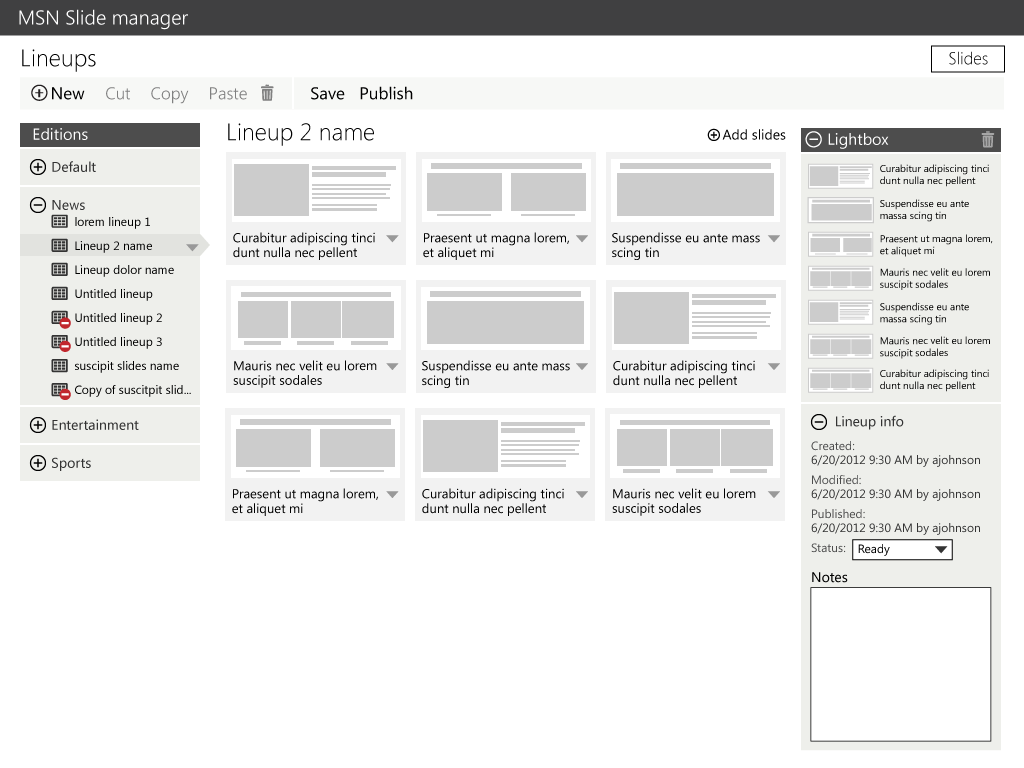 MSN Slide manager
Lineups
Slides
New Cut Copy Paste Save Publish
Editions
Default
News
lorem lineup 1
Lineup 2 name
Lineup dolor name
Untitled lineup
Untitled lineup 2
Untitled lineup 3
suscipit slides name
Copy of suscitpit slid...
Entertainment
Sports
Lineup 2 name
Add slides
Curabitur adipiscing tinci
dunt nulla nec pellent
Praesent ut magna lorem,
et aliquet mi
Suspendisse eu ante mass
scing tin
Mauris nec velit eu lorem
suscipit sodales
Suspendisse eu ante mass
scing tin
Curabitur adipiscing tinci
dunt nulla nec pellent
Praesent ut magna lorem,
et aliquet mi
Curabitur adipiscing tinci
dunt nulla nec pellent
Mauris nec velit eu lorem
suscipit sodales
Lightbox
Curabitur adipiscing tinci
dunt nulla nec pellent
Suspendisse eu ante
massa scing tin
Praesent ut magna lorem,
et aliquet mi
Mauris nec velit eu lorem
suscipit sodales
Suspendisse eu ante
massa scing tin
Mauris nec velit eu lorem
suscipit sodales
Curabitur adipiscing tinci
dunt nulla nec pellent
Lineup info
Created:
6/20/2012 9:30 AM by ajohnson
Modified:
6/20/2012 9:30 AM by ajohnson
Published:
6/20/2012 9:30 AM by ajohnson
Status: Ready
Notes